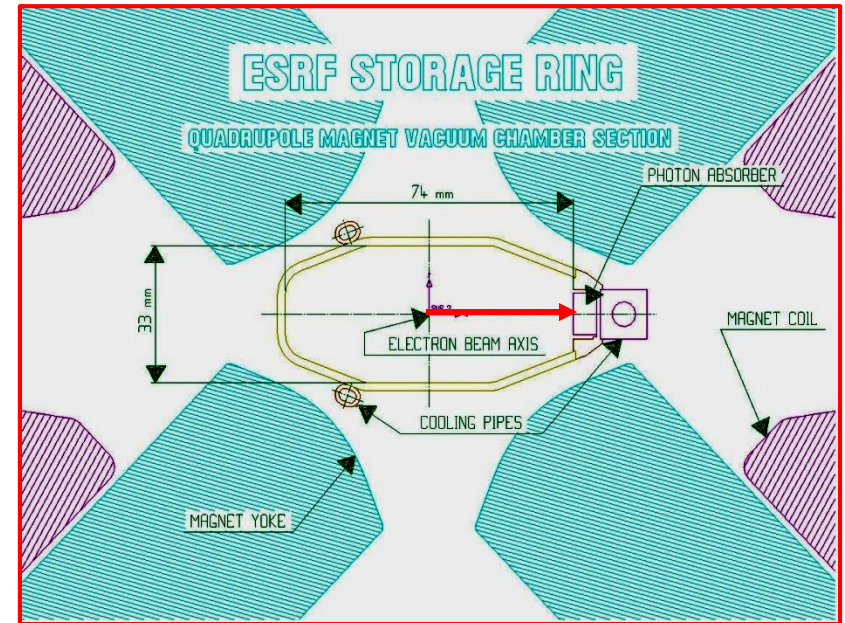 ESRF STORAGE RING
QUADRUPOLE MAGNET VACUUM CHAMBER SECTION
PHOTON ABSORBER
74 mm
33 mm
MAGNET COIL
ELECTRON BEAM AXIS
COOLING PIPES
MAGNET YOKE